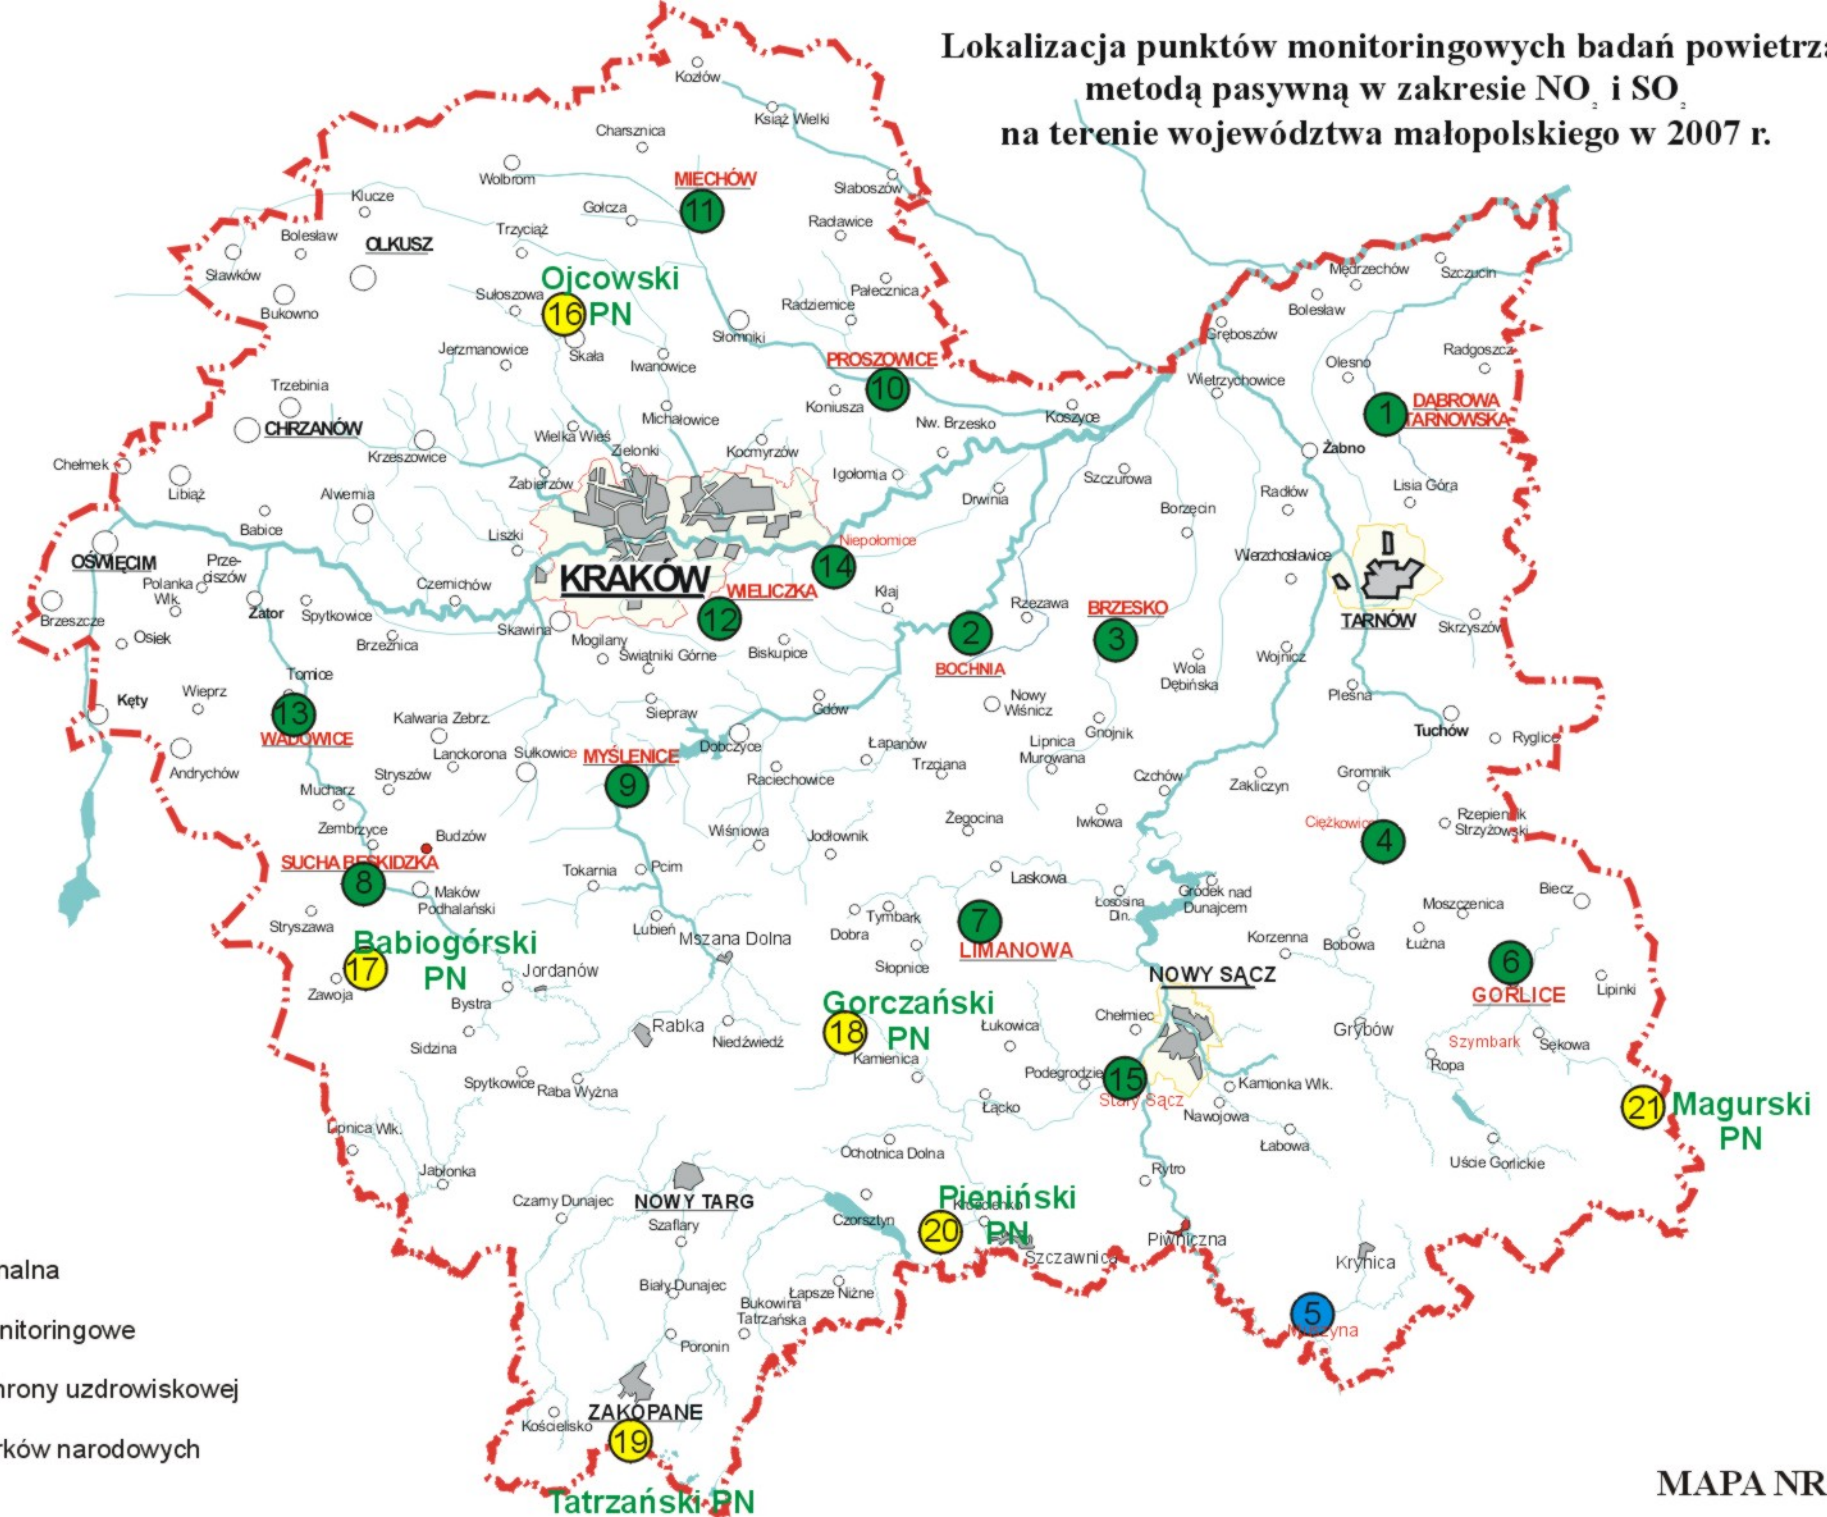 Lokalizacja punktów monitoringowych badań powietrza
metodą pasywną w zakresie NO₂ i SO₂
na terenie województwa małopolskiego w 2007 r.
Kozłów
Książ Wielki
Charsznica
Wolbrom
MIECHÓW
11
Słaboszów
Klucze
Gołcza
Racławice
Bolesław
OLKUSZ
Trzyciąż
Sławków
Bukowno
Ojcowski
PN
16
Sułoszowa
Skała
Pałecznica
Radziemice
Słomniki
Jerzmanowice
Iwanowice
Mędrzechów
Szczucin
Bolesław
Gręboszów
Radgoszcz
Olesno
Wietrzychowice
PROSZOWICE
10
Koniusza
Koszyce
Nw. Brzesko
1
DĄBROWA
TARNOWSKA
Trzebinia
CHRZANÓW
Krzeszowice
Michałowice
Wielka Wieś
Zielonki
Kocmyrzów
Żabno
Chełmek
Libiąż
Alwernia
Zabierzów
Igołomia
Drwinia
Szczurowa
Radłów
Lisia Góra
Borzęcin
Babice
Liszki
Niepołomice
14
Wierzchosławice
OŚWIĘCIM
Polanka
Wlk.
Prze-
ciszów
Czernichów
KRAKÓW
WIELICZKA
12
Kłaj
Rzezawa
BRZESKO
3
TARNÓW
Skrzyszów
Brzeszcze
Osiek
Zator
Spytkowice
Brzeźnica
Skawina
Mogilany
Świątniki Górne
Biskupice
2
BOCHNIA
Wola
Dębińska
Wojnicz
Pleśna
Tomice
13
WADOWICE
Kęty
Wieprz
Andrychów
Kalwaria Zebrz.
Lanckorona
Sułkowice
Stryszów
Mucharz
Siepraw
Gdów
Dobczyce
MYŚLENICE
9
Raciechowice
Łapanów
Trzciana
Nowy
Wiśnicz
Lipnica
Murowana
Gnojnik
Czchów
Zakliczyn
Tuchów
Ryglice
Gromnik
Zembrzyce
Budzów
Wiśniowa
Jodłownik
Żegocina
Iwkowa
Ciężkowice
4
Rzepiennik
Strzyżowski
SUCHA BESKIDZKA
8
Maków
Podhalański
Tokarnia
Pcim
Laskowa
Łososina
Dln.
Gródek nad
Dunajcem
Biecz
Moszczenica
Stryszawa
Lubień
Mszana Dolna
Dobra
Tymbark
Słopnice
7
LIMANOWA
Korzenna
Bobowa
Łużna
6
GORLICE
Lipinki
Babiogórski
PN
17
Zawoja
Jordanów
Bystra
Sidzina
NOWY SĄCZ
Rabka
Niedźwiedź
Gorczański
PN
18
Kamienica
Łukowica
Chełmiec
Grybów
Szymbark
Sękowa
Ropa
Podegrodzie
15
Stary Sącz
Kamionka Wlk.
Nawojowa
Spytkowice
Raba Wyżna
Łącko
Łabowa
21
Magurski
PN
Lipnica Wlk.
Jabłonka
Ochotnica Dolna
Rytro
Uście Gorlickie
Czarny Dunajec
NOWY TARG
Szaflary
Czorsztyn
Pieniński
PN
20
Krościenko
Szczawnica
Piwniczna
Krynica
Biały Dunajec
Łapsze Niżne
Bukowina
Tatrzańska
5
Muszyna
Poronin
ZAKOPANE
Kościelisko
19
Tatrzański PN
nalna
nitoringowe
hrony uzdrowiskowej
rków narodowych
MAPA NR